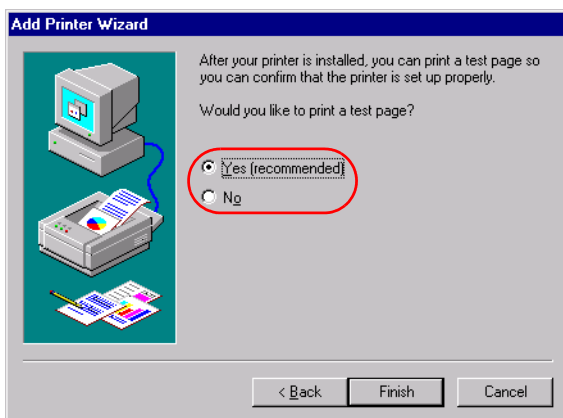 Add Printer Wizard
After your printer is installed, you can print a test page so
you can confirm that the printer is set up properly.
Would you like to print a test page?
Yes (recommended)
No
< Back
Finish
Cancel